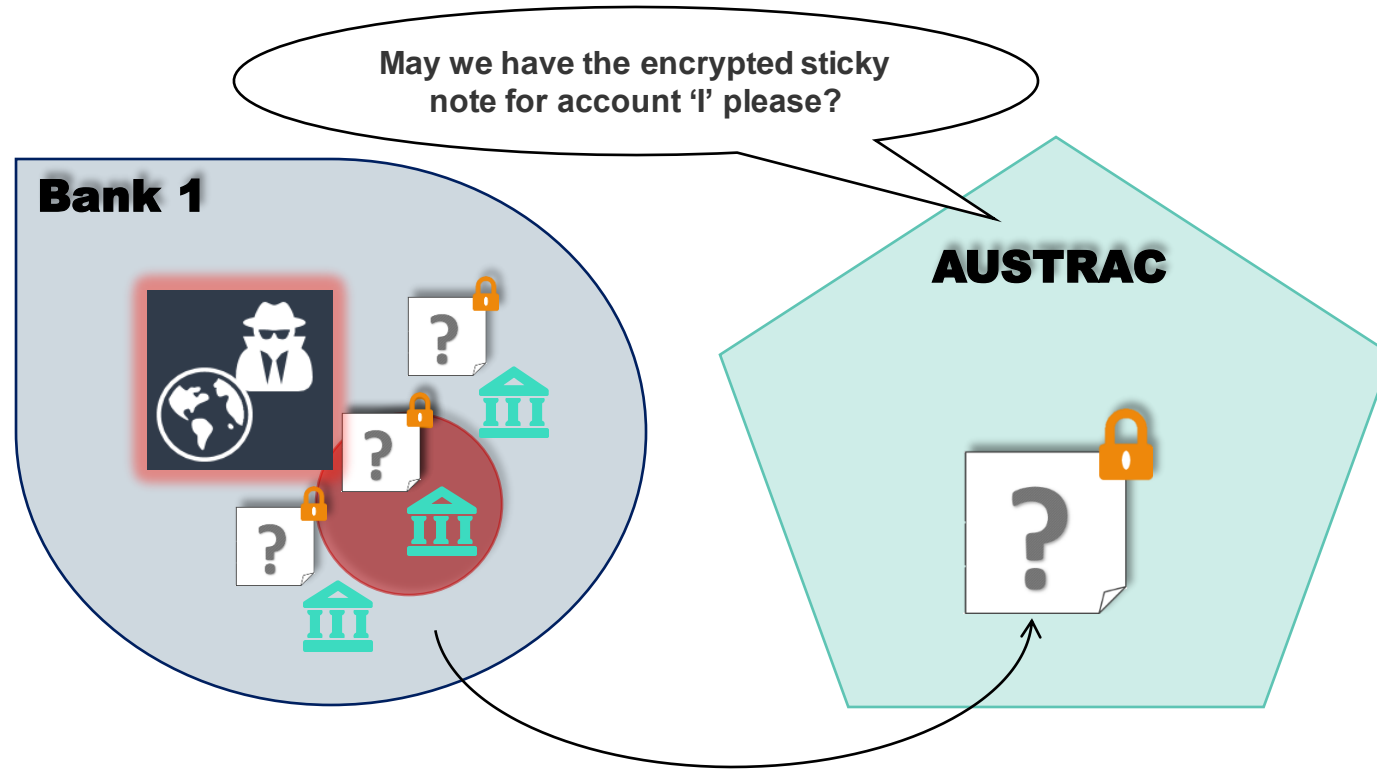 May we have the encrypted sticky
note for account ‘I’ please?
Bank 1
AUSTRAC
?
?
?
?